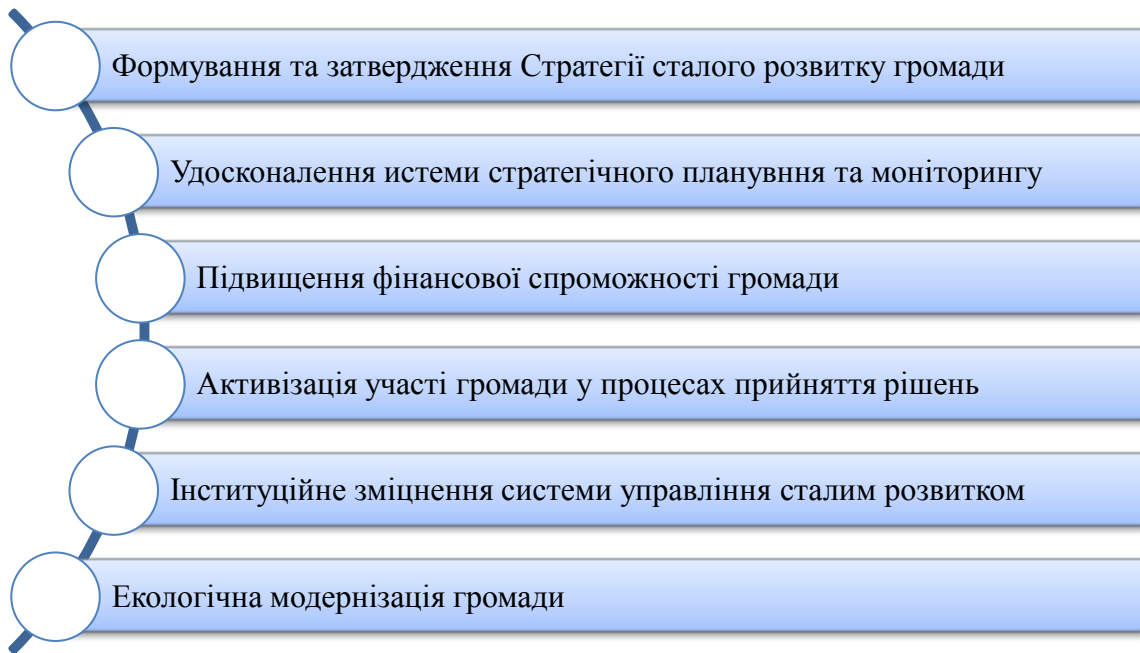 Формування та затвердження Стратегії сталого розвитку громади
Удосконалення истеми стратегічного планувння та моніторингу
Підвищення фінансової спроможності громади
Активізація участі громади у процесах прийняття рішень
Інституційне зміцнення системи управління сталим розвитком
Екологічна модернізація громади